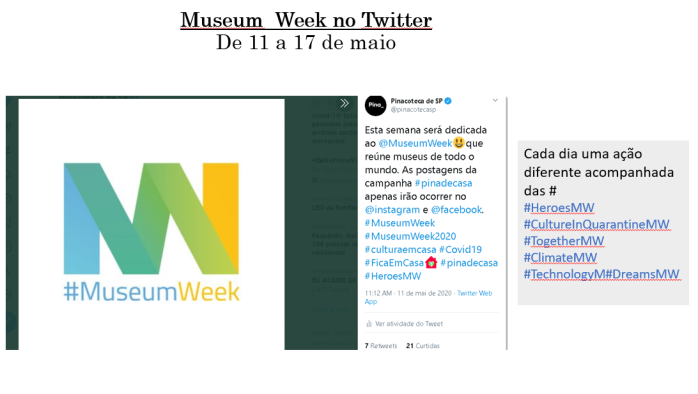 Museum Week no Twitter
De 11 a 17 de maio
#MuseumWeek
Pina_
Pinacoteca de SP
@pinacotecasp
Esta semana será dedicada
ao @MuseumWeek😃que
reúne museus de todo o
mundo. As postagens da
campanha #pinadecasa
apenas irão ocorrer no
@instagram e @facebook.
#MuseumWeek
#MuseumWeek2020
#culturaemcasa #Covid19
#FicaEmCasa🏠 #pinadecasa
#HeroesMW
11:12 AM · 11 de mai de 2020 · Twitter Web
App
Ver atividade do Tweet
7 Retweets 21 Curtidas
Cada dia uma ação
diferente acompanhada
das #
#HeroesMW
#CultureInQuarantineMW
#TogetherMW
#ClimateMW
#TechnologyM#DreamsMW